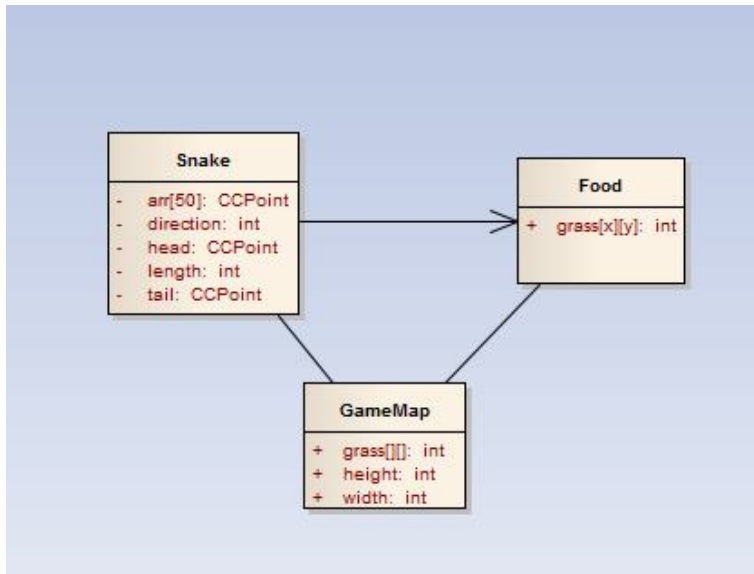 Snake
- arr[50]: CCPoint
- direction: int
- head: CCPoint
- length: int
- tail: CCPoint
Food
+ grass[x][y]: int
GameMap
+ grass[][]: int
+ height: int
+ width: int